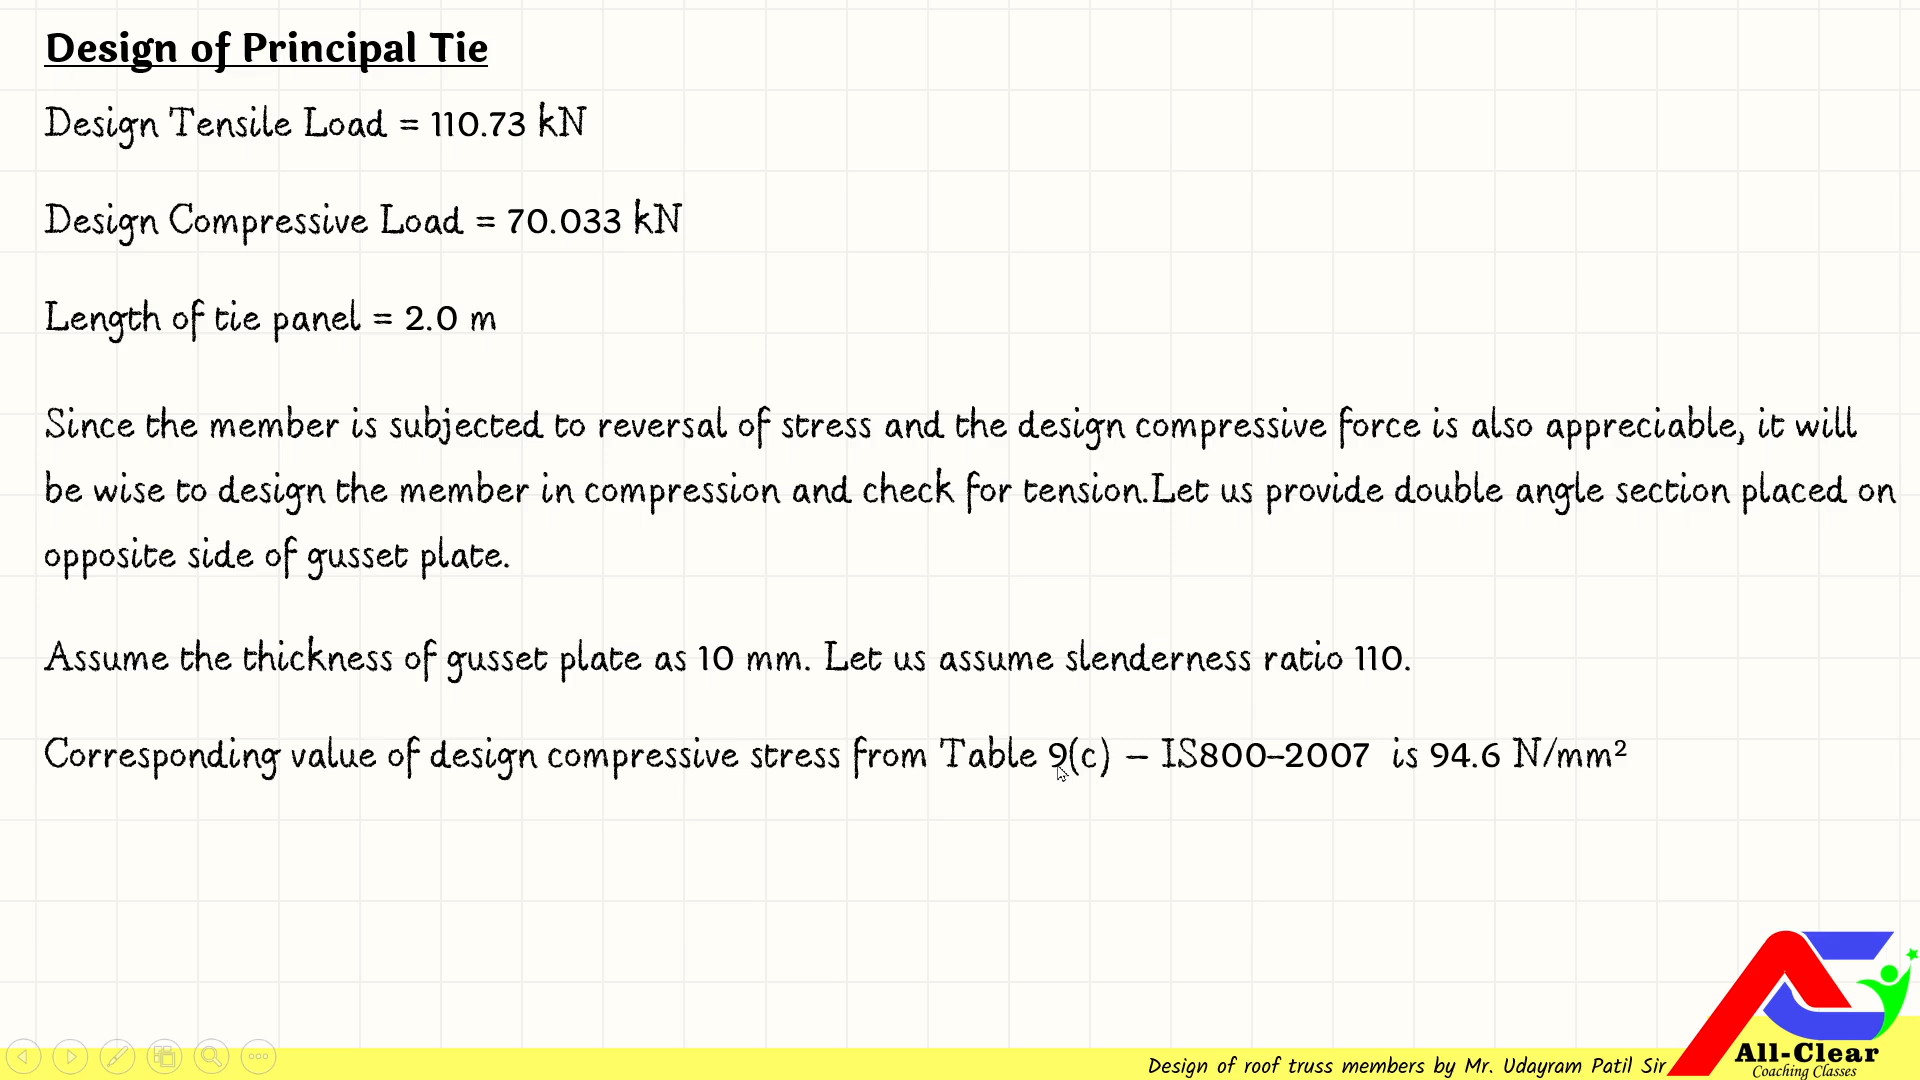 Design of Principal Tie
Design Tensile Load = 110.73 kN
Design Compressive Load = 70.033 kN
Length of tie panel = 2.0 m
Since the member is subjected to reversal of stress and the design compressive force is also appreciable, it will
be wise to design the member in compression and check for tension.Let us provide double angle section placed on
opposite side of gusset plate.
Assume the thickness of gusset plate as 10 mm. Let us assume slenderness ratio 110.
Corresponding value of design compressive stress from Table 9(c) – IS800–2007 is 94.6 N/mm²
Design of roof truss members by Mr. Udayram Patil Sir
All-Clear
Coaching Classes